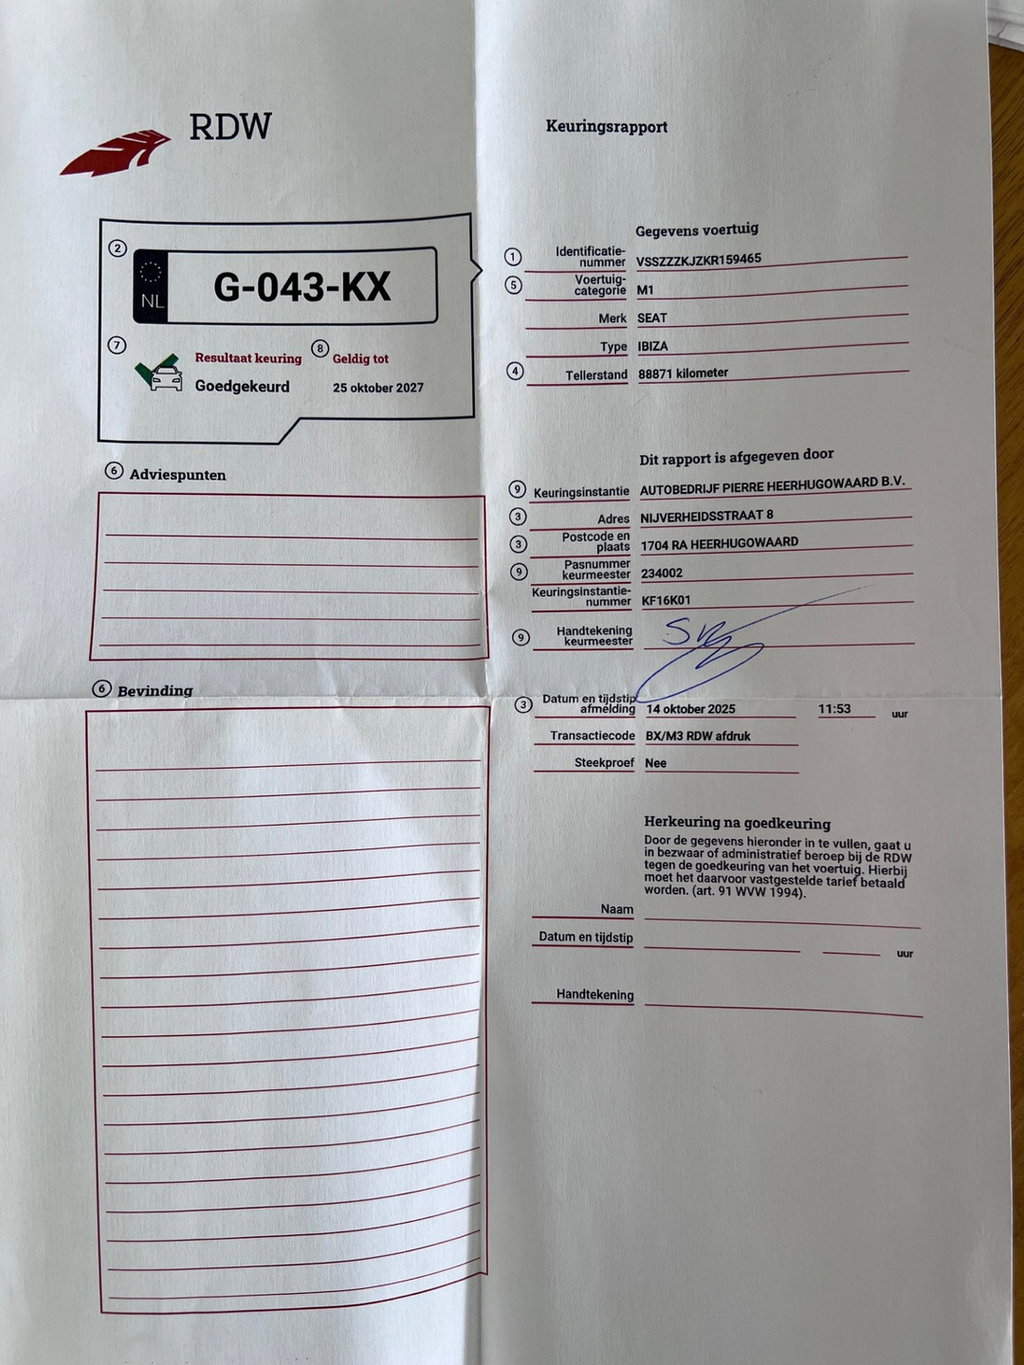 RDW
Keuringsrapport
2
NL
G-043-KX
7
Resultaat keuring
Goedgekeurd
8
Geldig tot
25 oktober 2027
6 Adviespunten
6 Bevinding
Gegevens voertuig
1 Identificatie-
nummer VSSZZZKJZKR159465
5 Voertuig-
categorie M1
Merk SEAT
Type IBIZA
4 Tellerstand 88871 kilometer
Dit rapport is afgegeven door
9 Keuringsinstantie AUTOBEDRIJF PIERRE HEERHUGOWAARD B.V.
3 Adres NIJVERHEIDSSTRAAT 8
3 Postcode en
plaats 1704 RA HEERHUGOWAARD
9 Pasnummer
keurmeester 234002
Keuringsinstantie-
nummer KF16K01
9 Handtekening
keurmeester
3 Datum en tijdstip
afmelding 14 oktober 2025 11:53 uur
Transactiecode BX/M3 RDW afdruk
Steekproef Nee
Herkeuring na goedkeuring
Door de gegevens hieronder in te vullen, gaat u
in bezwaar of administratief beroep bij de RDW
tegen de goedkeuring van het voertuig. Hierbij
moet het daarvoor vastgestelde tarief betaald
worden. (art. 91 WVW 1994).
Naam
Datum en tijdstip uur
Handtekening